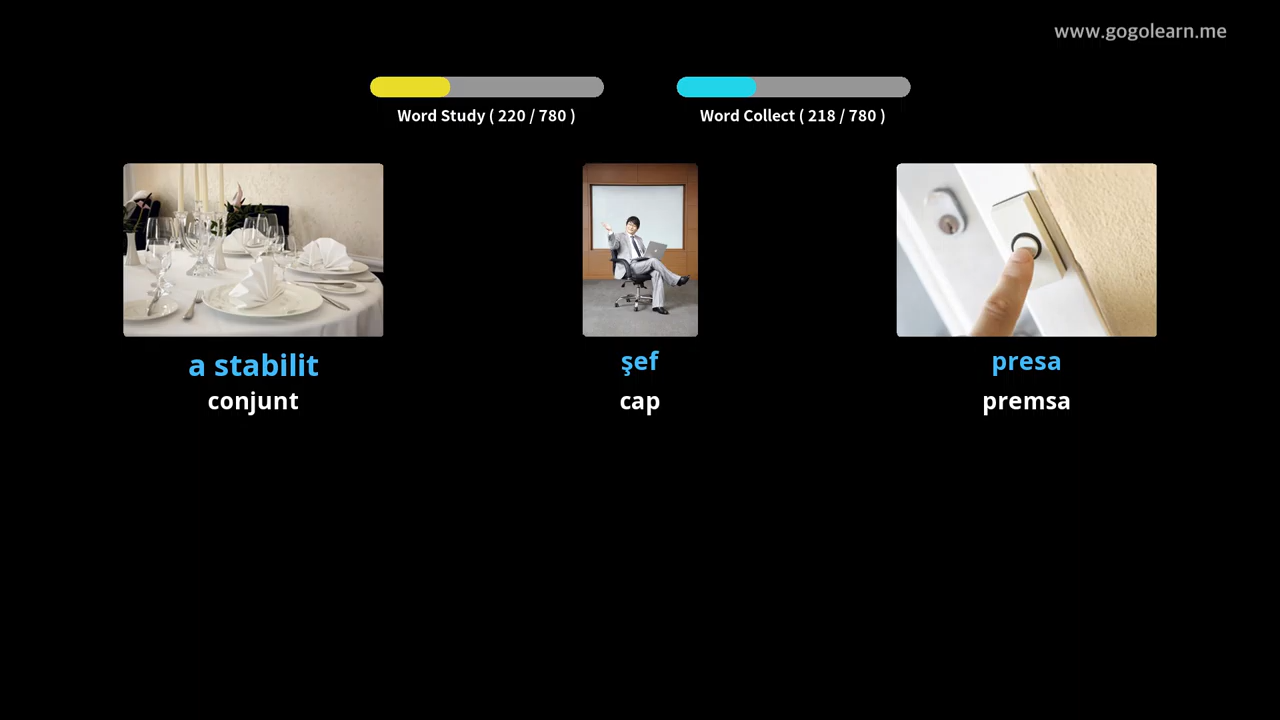 www.gogolearn.me
Word Study ( 220 / 780 )
Word Collect ( 218 / 780 )
a stabilit
conjunt
şef
cap
presa
premsa